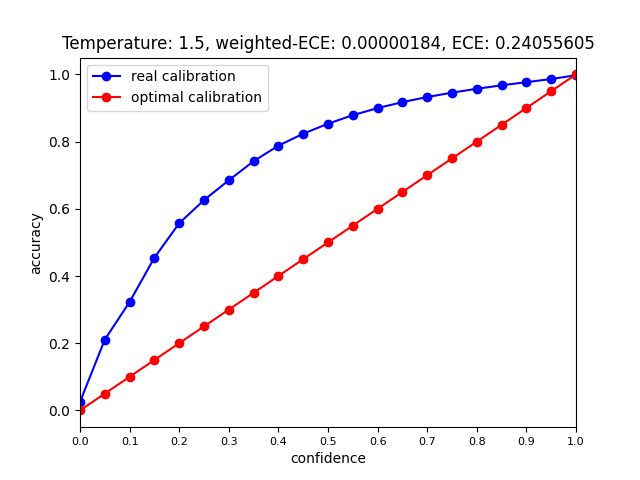 Temperature: 1.5, weighted-ECE: 0.00000184, ECE: 0.24055605
real calibration
optimal calibration
1.0
0.8
0.6
0.4
0.2
0.0
accuracy
0.0 0.1 0.2 0.3 0.4 0.5 0.6 0.7 0.8 0.9 1.0
confidence